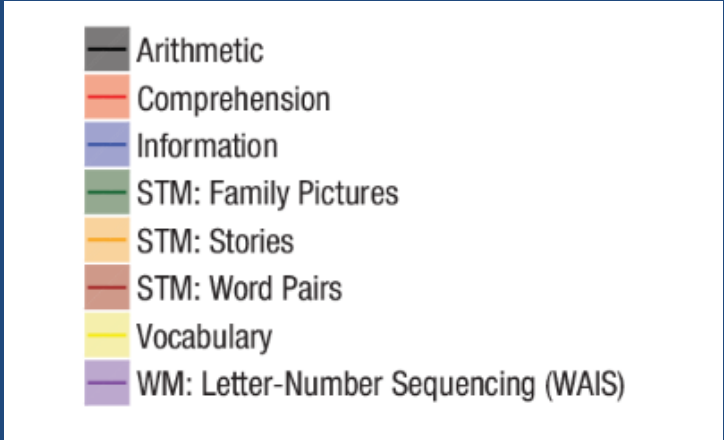 Arithmetic
Comprehension
Information
STM: Family Pictures
STM: Stories
STM: Word Pairs
Vocabulary
WM: Letter-Number Sequencing (WAIS)